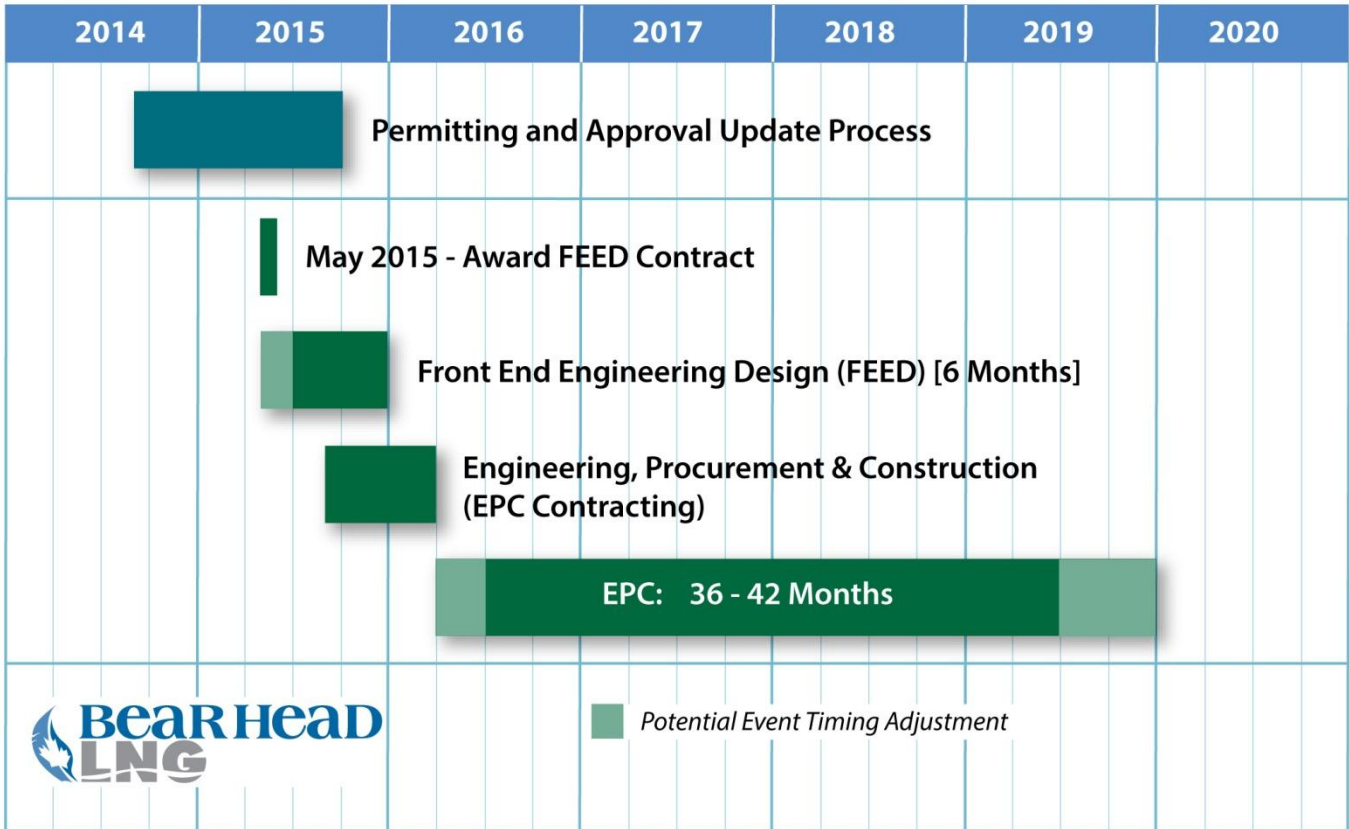 2014 2015 2016 2017 2018 2019 2020
Permitting and Approval Update Process
May 2015 - Award FEED Contract
Front End Engineering Design (FEED) [6 Months]
Engineering, Procurement & Construction
(EPC Contracting)
EPC: 36 - 42 Months
BEARHEAD
LNG
Potential Event Timing Adjustment